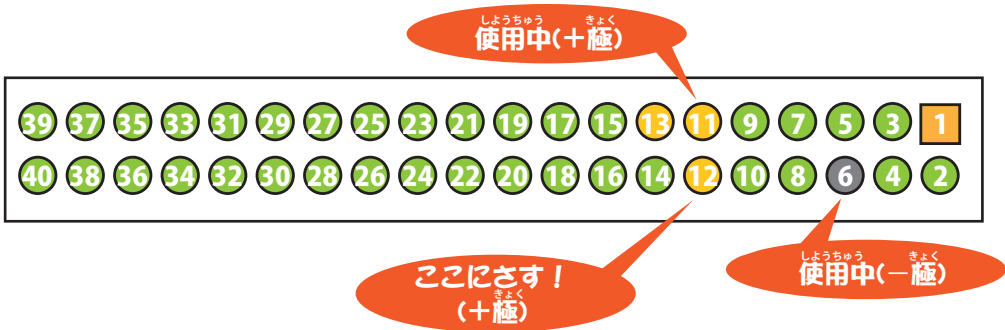 しようちゅう きょく
使用中(＋極)
39 37 35 33 31 29 27 25 23 21 19 17 15 13 11 9 7 5 3 1
40 38 36 34 32 30 28 26 24 22 20 18 16 14 12 10 8 6 4 2
ここにさす！
きょく
(＋極)
しようちゅう きょく
使用中(－極)